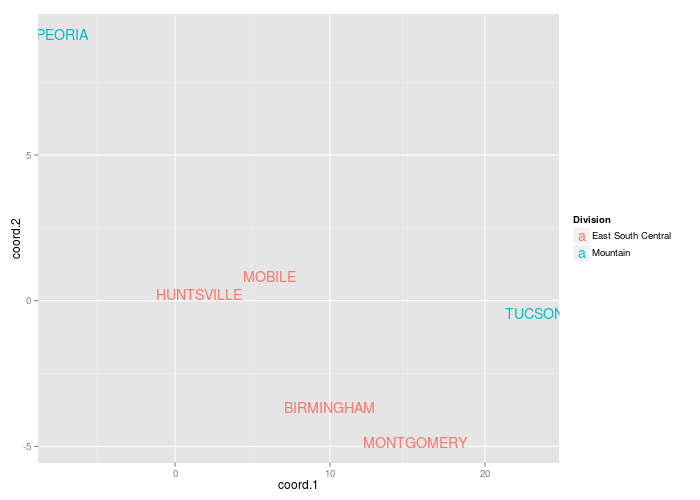 PEORIA
5
coord.2
Division
a East South Central
a Mountain
MOBILE
HUNTSVILLE
0
TUCSON
BIRMINGHAM
MONTGOMERY
-5
0 10 20
coord.1